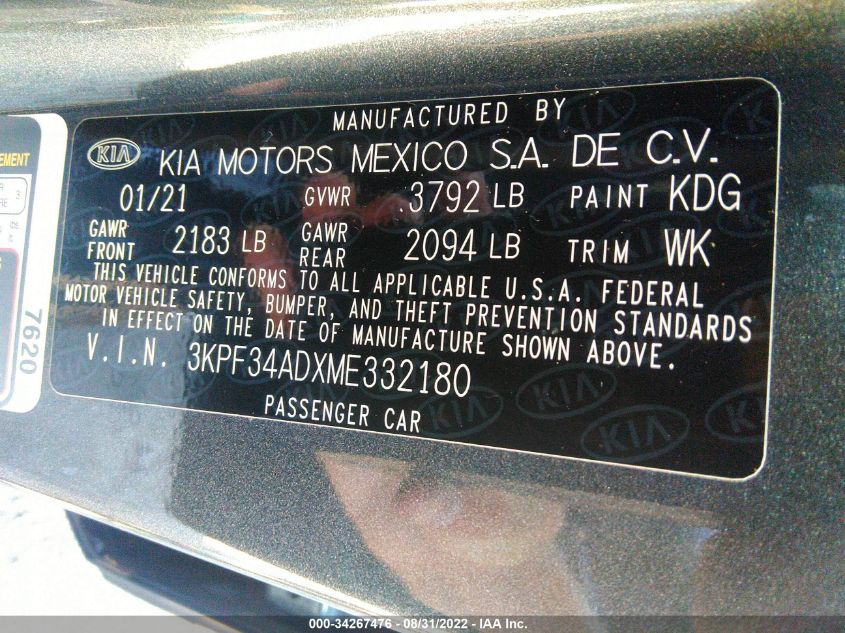 MANUFACTURED BY
KIA KIA MOTORS MEXICO S.A. DE C.V.
01/21 GVWR 3792 LB PAINT KDG
GAWR FRONT 2183 LB GAWR REAR 2094 LB TRIM WK
THIS VEHICLE CONFORMS TO ALL APPLICABLE U.S.A. FEDERAL
MOTOR VEHICLE SAFETY, BUMPER, AND THEFT PREVENTION STANDARDS
IN EFFECT ON THE DATE OF MANUFACTURE SHOWN ABOVE.
V.I.N. 3KPF34ADXME332180
PASSENGER CAR
7620
000-34267476 - 08/31/2022 - IAA Inc.